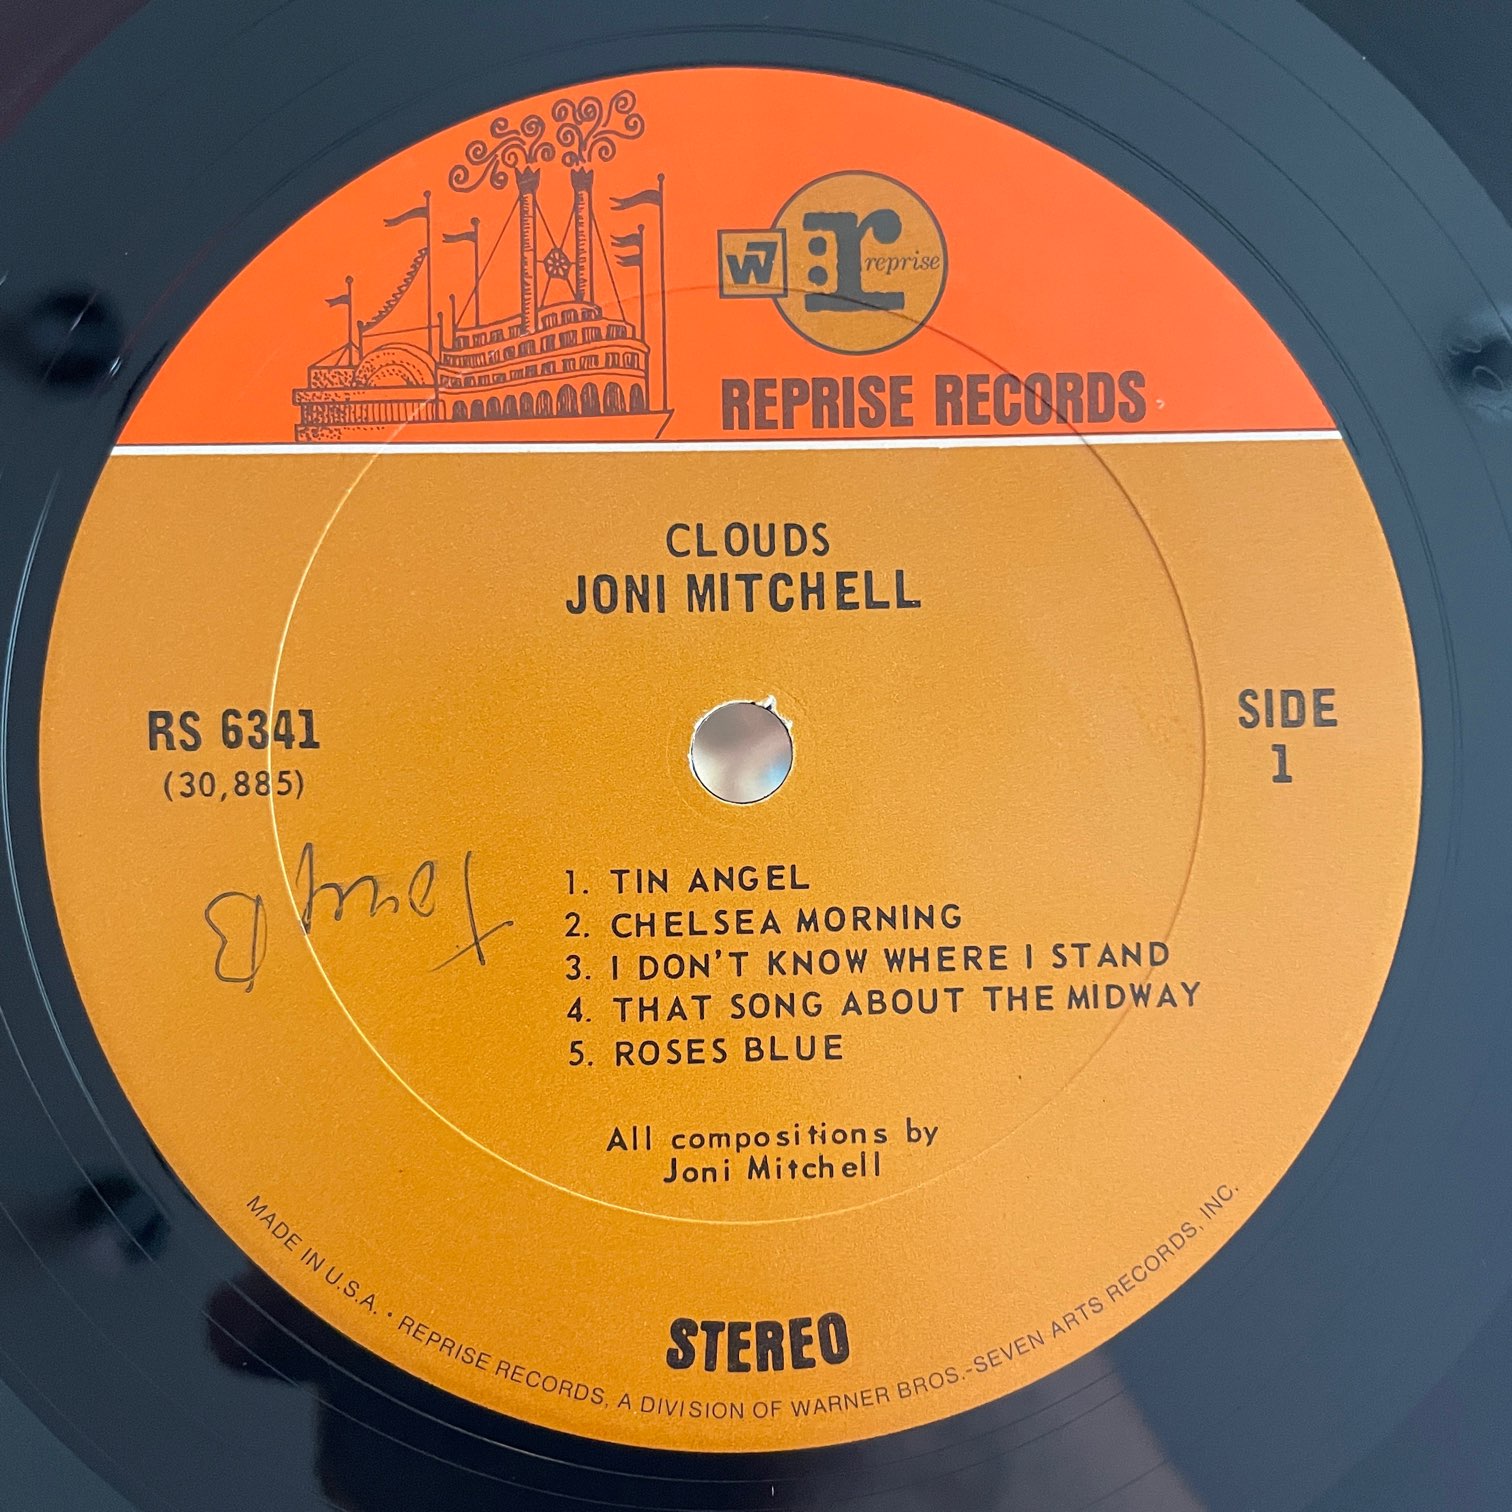 W7
r: reprise
REPRISE RECORDS
CLOUDS
JONI MITCHELL
RS 6341
(30,885)
SIDE
1
Tony B
1. TIN ANGEL
2. CHELSEA MORNING
3. I DON'T KNOW WHERE I STAND
4. THAT SONG ABOUT THE MIDWAY
5. ROSES BLUE
All compositions by
Joni Mitchell
STEREO
MADE IN U.S.A. • REPRISE RECORDS, A DIVISION OF WARNER BROS.-SEVEN ARTS RECORDS, INC.